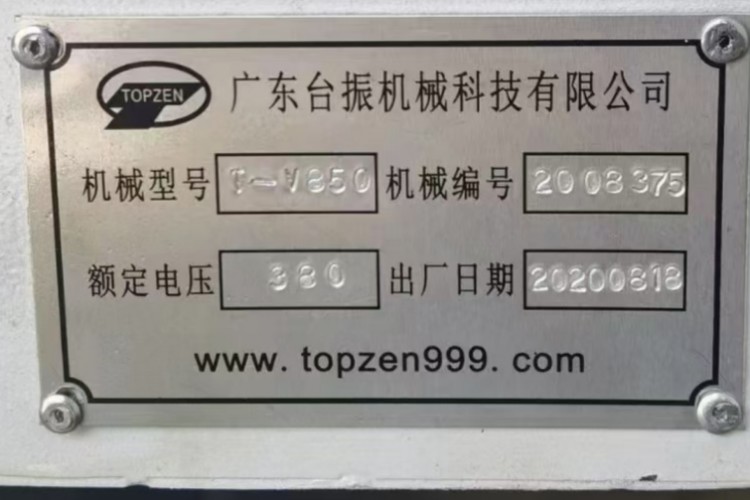 TOPZEN 广东台振机械科技有限公司
机械型号 T-V850 机械编号 2008375
额定电压 380 出厂日期 20200818
www.topzen999.com